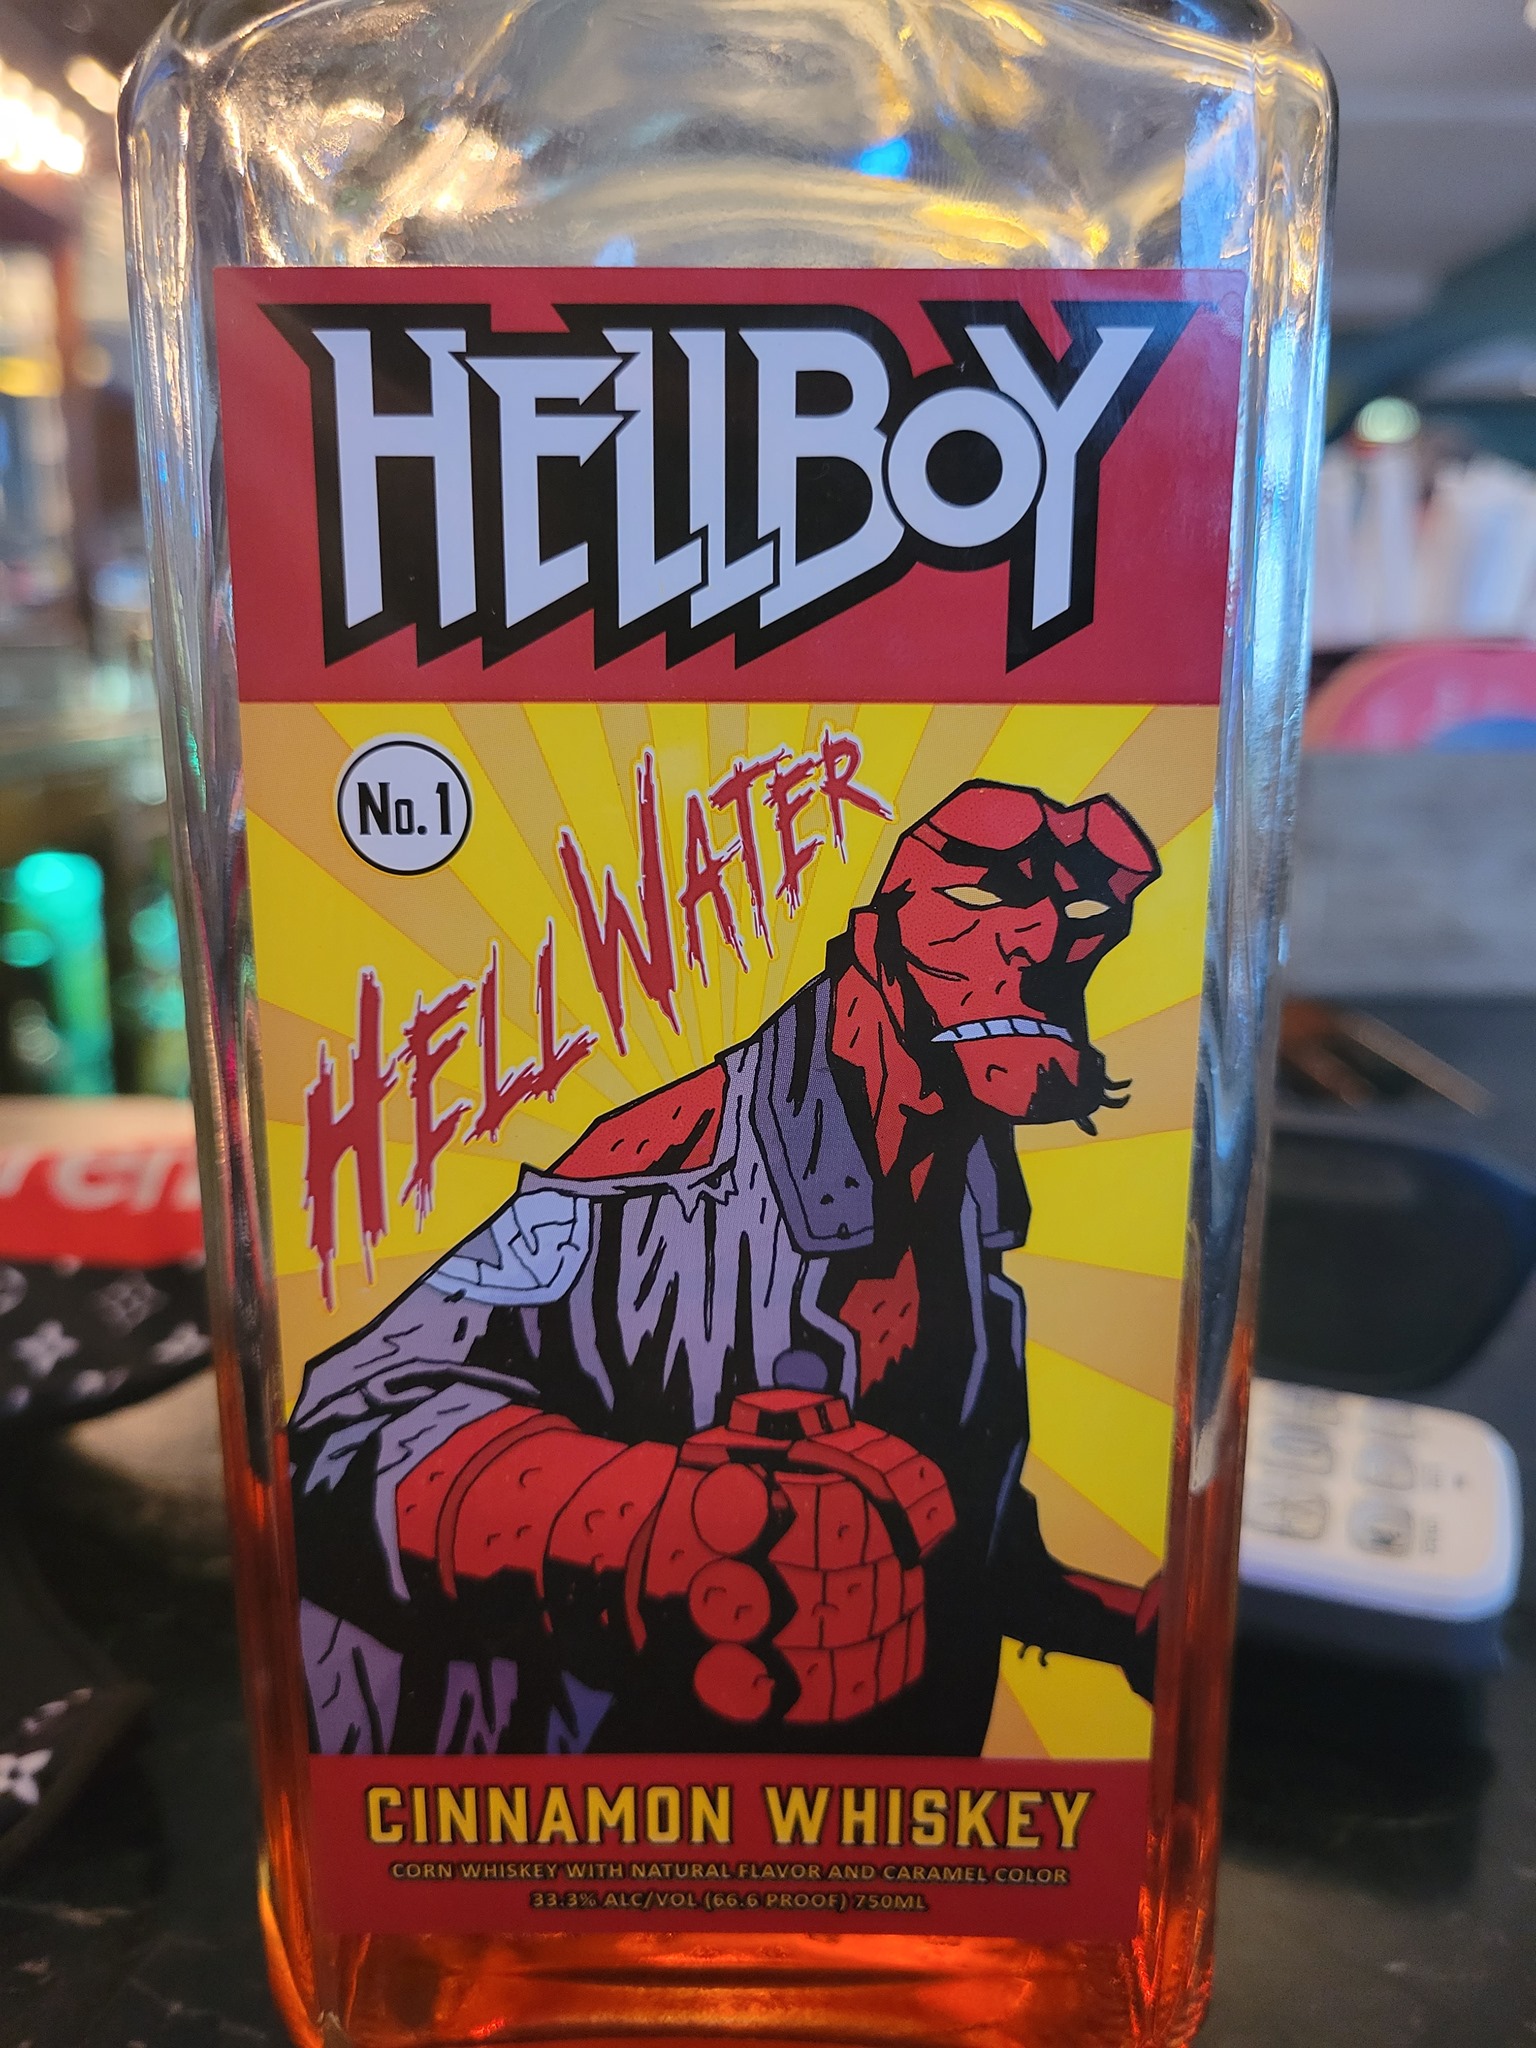 HELLBOY
No. 1
HELL WATER
CINNAMON WHISKEY
CORN WHISKEY WITH NATURAL FLAVOR AND CARAMEL COLOR
33.3% ALC/VOL (66.6 PROOF) 750ML